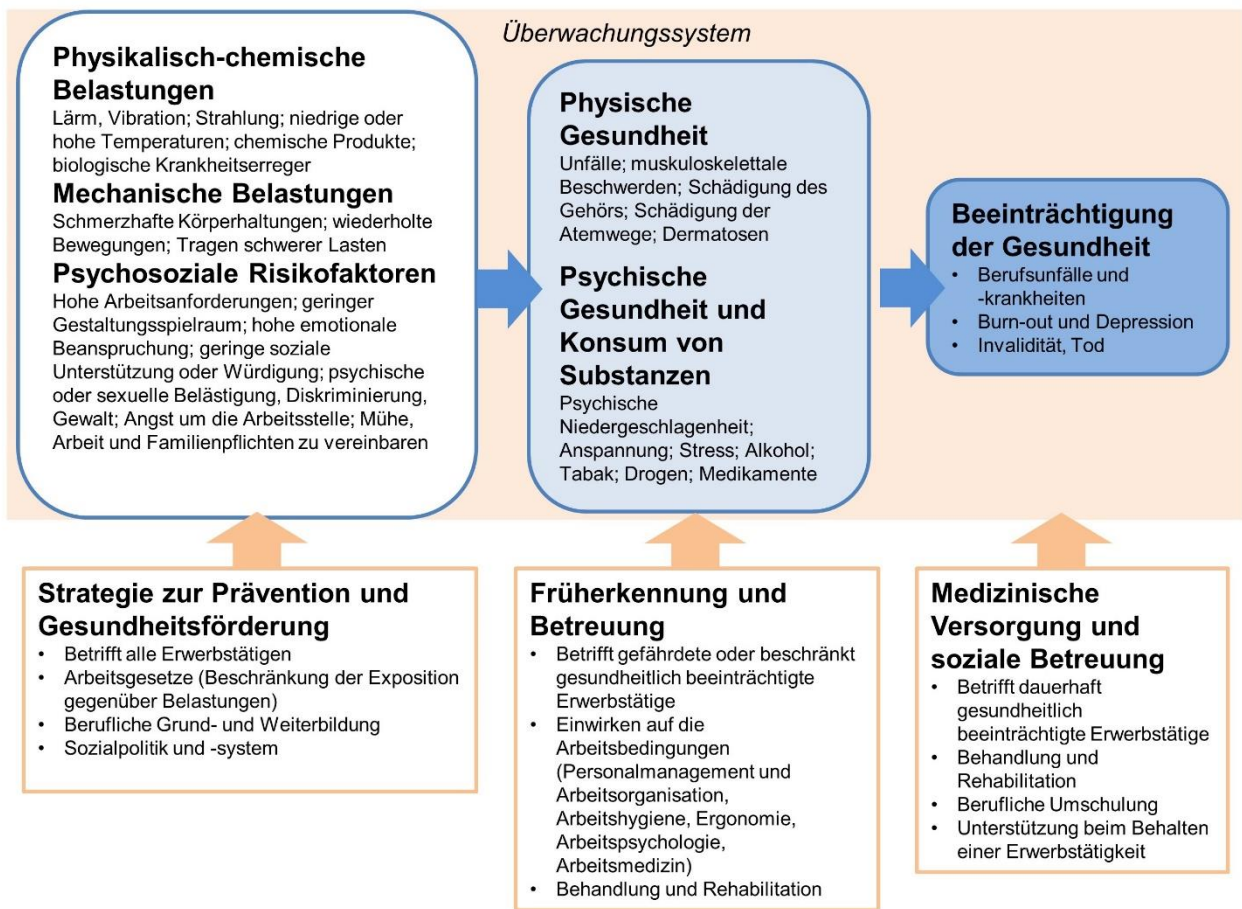 Überwachungssystem
Physikalisch-chemische
Belastungen
Lärm, Vibration; Strahlung; niedrige oder
hohe Temperaturen; chemische Produkte;
biologische Krankheitserreger
Mechanische Belastungen
Schmerzhafte Körperhaltungen; wiederholte
Bewegungen; Tragen schwerer Lasten
Psychosoziale Risikofaktoren
Hohe Arbeitsanforderungen; geringer
Gestaltungsspielraum; hohe emotionale
Beanspruchung; geringe soziale
Unterstützung oder Würdigung; psychische
oder sexuelle Belästigung, Diskriminierung,
Gewalt; Angst um die Arbeitsstelle; Mühe,
Arbeit und Familienpflichten zu vereinbaren
Physische
Gesundheit
Unfälle; muskuloskelettale
Beschwerden; Schädigung des
Gehörs; Schädigung der
Atemwege; Dermatosen
Psychische
Gesundheit und
Konsum von
Substanzen
Psychische
Niedergeschlagenheit;
Anspannung; Stress; Alkohol;
Tabak; Drogen; Medikamente
Beeinträchtigung
der Gesundheit
• Berufsunfälle und
-krankheiten
• Burn-out und Depression
• Invalidität, Tod
Strategie zur Prävention und
Gesundheitsförderung
• Betrifft alle Erwerbstätigen
• Arbeitsgesetze (Beschränkung der Exposition
gegenüber Belastungen)
• Berufliche Grund- und Weiterbildung
• Sozialpolitik und -system
Früherkennung und
Betreuung
• Betrifft gefährdete oder beschränkt
gesundheitlich beeinträchtigte
Erwerbstätige
• Einwirken auf die
Arbeitsbedingungen
(Personalmanagement und
Arbeitsorganisation,
Arbeitshygiene, Ergonomie,
Arbeitspsychologie,
Arbeitsmedizin)
• Behandlung und Rehabilitation
Medizinische
Versorgung und
soziale Betreuung
• Betrifft dauerhaft
gesundheitlich
beeinträchtigte Erwerbstätige
• Behandlung und
Rehabilitation
• Berufliche Umschulung
• Unterstützung beim Behalten
einer Erwerbstätigkeit